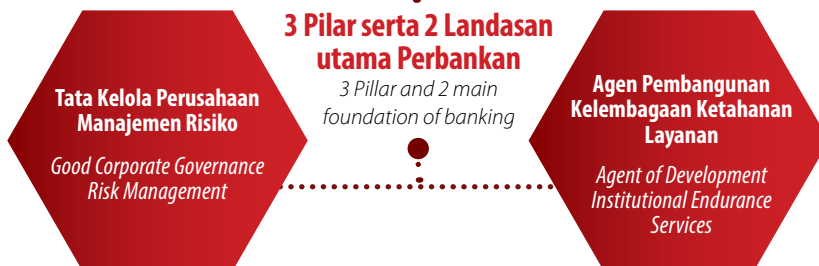 3 Pilar serta 2 Landasan
utama Perbankan
3 Pillar and 2 main
foundation of banking
Tata Kelola Perusahaan
Manajemen Risiko
Good Corporate Governance
Risk Management
Agen Pembangunan
Kelembagaan Ketahanan
Layanan
Agent of Development
Institutional Endurance
Services